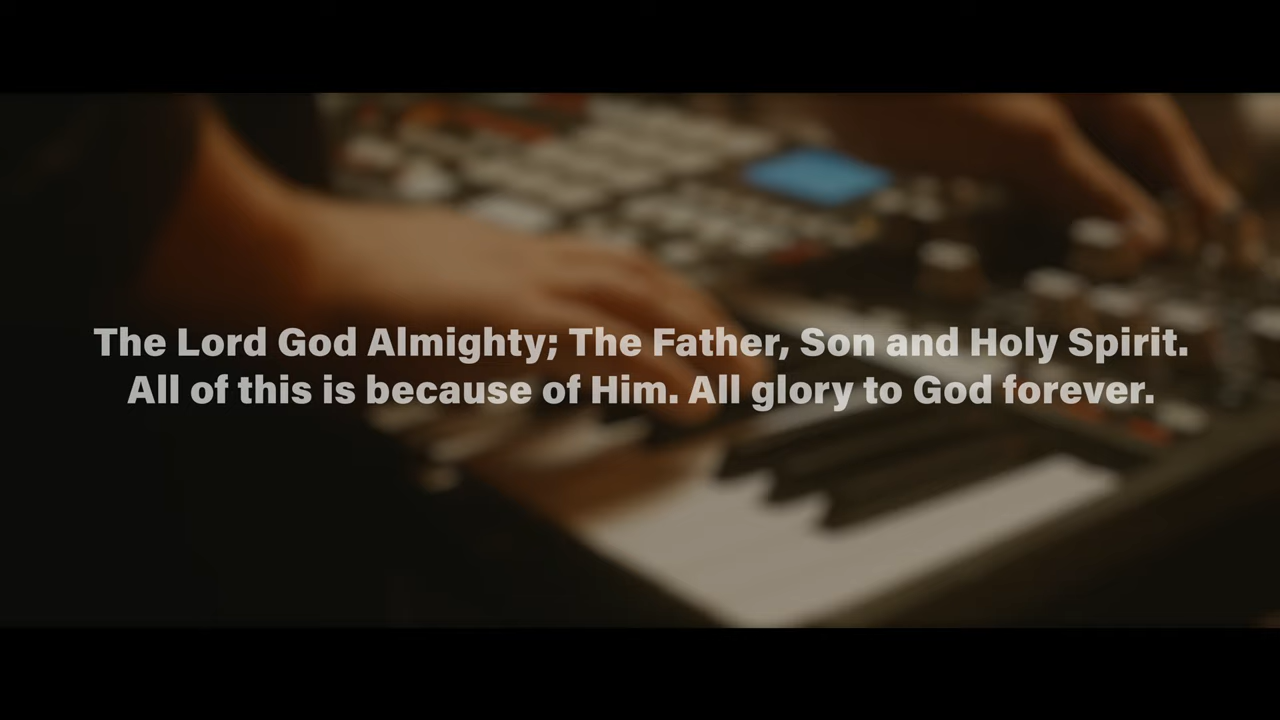 The Lord God Almighty; The Father, Son and Holy Spirit.
All of this is because of Him. All glory to God forever.